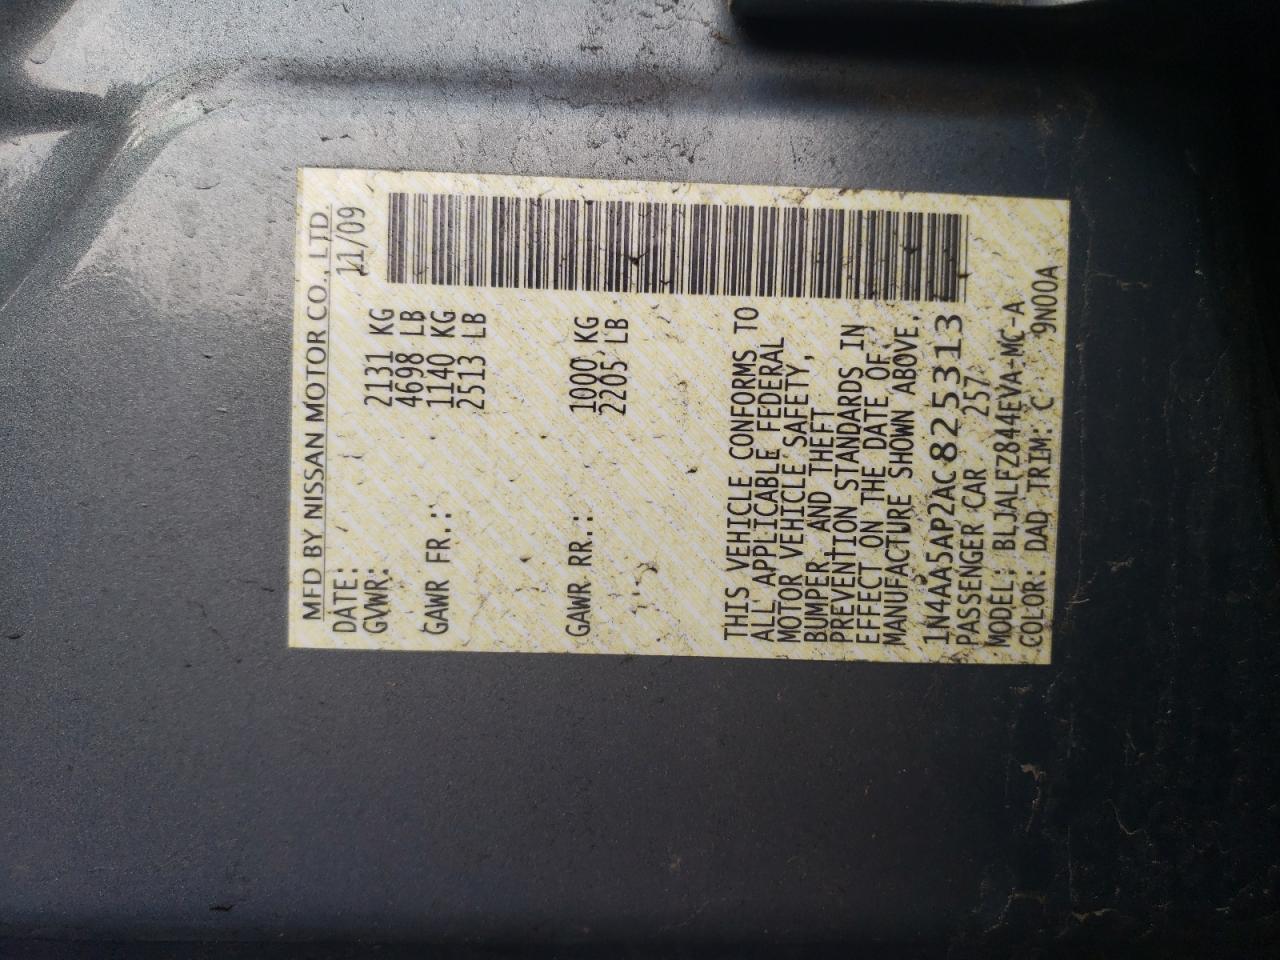 MFD BY NISSAN MOTOR CO., LTD.
DATE: 11/09
GVWR: 2131 KG
4698 LB
GAWR FR.: 1140 KG
2513 LB
GAWR RR.: 1000 KG
2205 LB
THIS VEHICLE CONFORMS TO
ALL APPLICABLE FEDERAL
MOTOR VEHICLE SAFETY,
BUMPER, AND THEFT
PREVENTION STANDARDS IN
EFFECT ON THE DATE OF
MANUFACTURE SHOWN ABOVE.
1N4AA5AP2AC825313
PASSENGER CAR 257
MODEL: BLJALFZ844EVA-MC-A
COLOR: DAD TRIM: C 9N00A